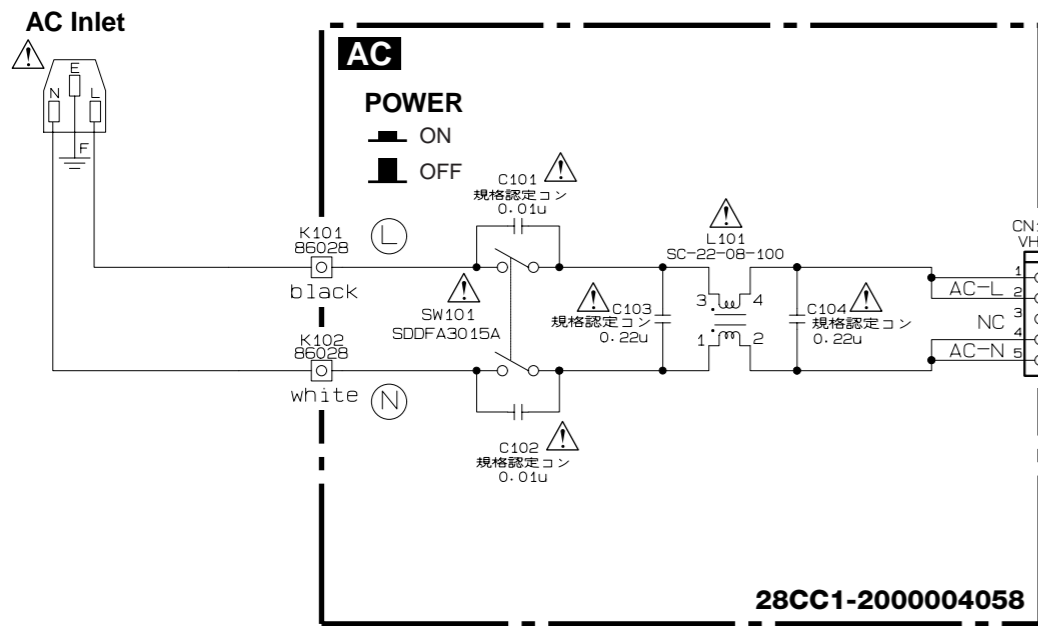 AC Inlet
E
N
L
F
AC
POWER
ON
OFF
C101
規格認定コン
0.01u
K101
86028
L
black
SW101
SDDFA3015A
K102
86028
white
N
C102
規格認定コン
0.01u
C103
規格認定コン
0.22u
L101
SC-22-08-100
3
4
1
2
C104
規格認定コン
0.22u
1
AC-L
2
3
NC
4
AC-N
5
28CC1-2000004058